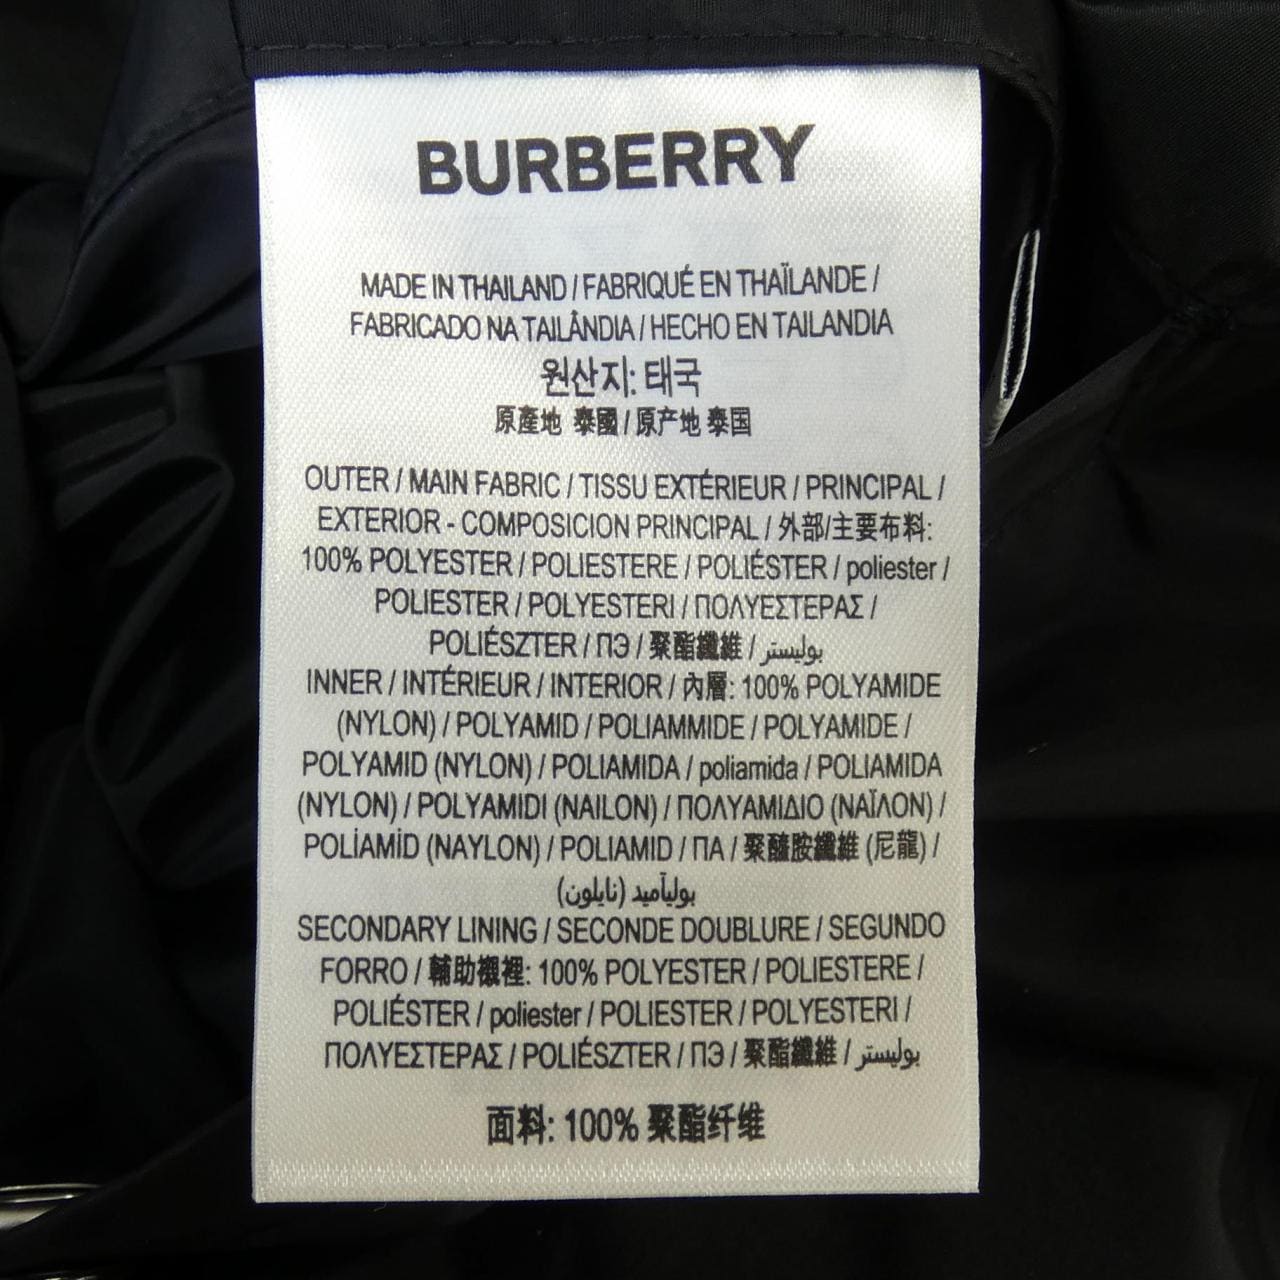 BURBERRY
MADE IN THAILAND / FABRIQUÉ EN THAÏLANDE /
FABRICADO NA TAILÂNDIA / HECHO EN TAILANDIA
원산지: 태국
原產地 泰國 / 原产地 泰国
OUTER / MAIN FABRIC / TISSU EXTÉRIEUR / PRINCIPAL /
EXTERIOR - COMPOSICION PRINCIPAL / 外部/主要布料:
100% POLYESTER / POLIESTERE / POLIÉSTER / poliester /
POLIESTER / POLYESTERI / ΠΟΛΥΕΣΤΕΡΑΣ /
POLIÉSZTER / ПЭ / 聚酯纖維 / بوليستر
INNER / INTÉRIEUR / INTERIOR / 內層: 100% POLYAMIDE
(NYLON) / POLYAMID / POLIAMMIDE / POLYAMIDE /
POLYAMID (NYLON) / POLIAMIDA / poliamida / POLIAMIDA
(NYLON) / POLYAMIDI (NAILON) / ΠΟΛΥΑΜΙΔΙΟ (ΝΑΪΛΟΝ) /
POLİAMİD (NAYLON) / POLIAMID / ПА / 聚醯胺纖維 (尼龍) /
بوليآميد (نايلون)
SECONDARY LINING / SECONDE DOUBLURE / SEGUNDO
FORRO / 輔助襯裡: 100% POLYESTER / POLIESTERE /
POLIÉSTER / poliester / POLIESTER / POLYESTERI /
ΠΟΛΥΕΣΤΕΡΑΣ / POLIÉSZTER / ПЭ / 聚酯纖維 / بوليستر
面料: 100% 聚酯纤维